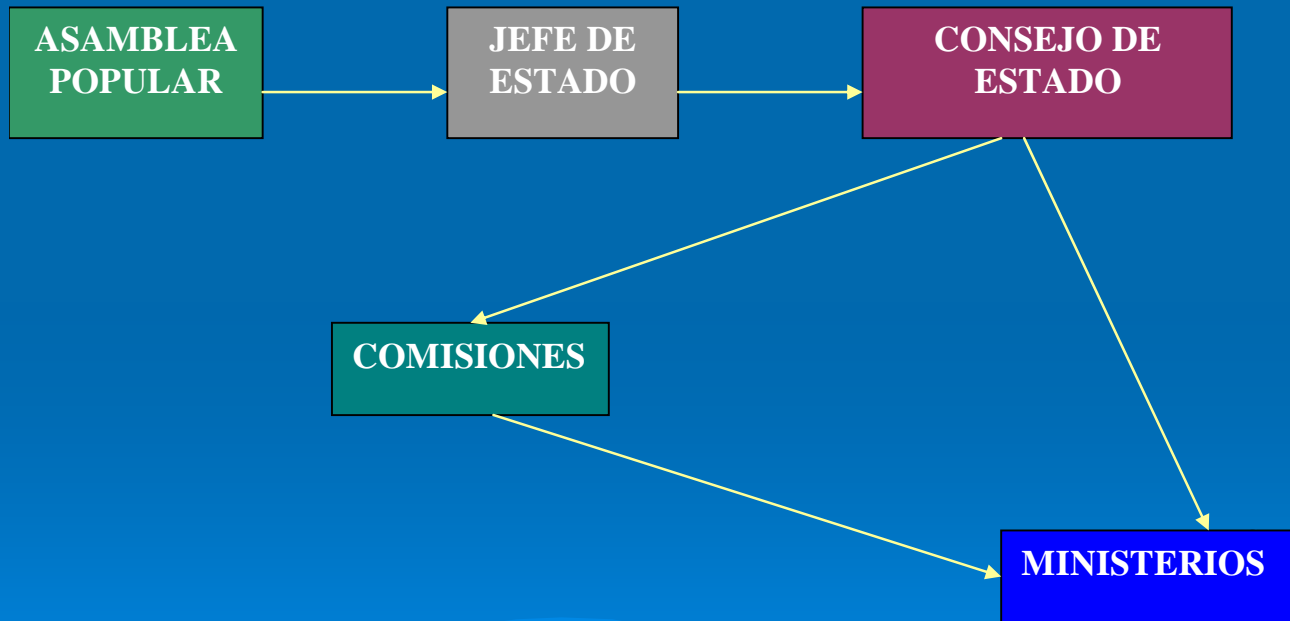 ASAMBLEA
POPULAR
JEFE DE
ESTADO
CONSEJO DE
ESTADO
COMISIONES
MINISTERIOS